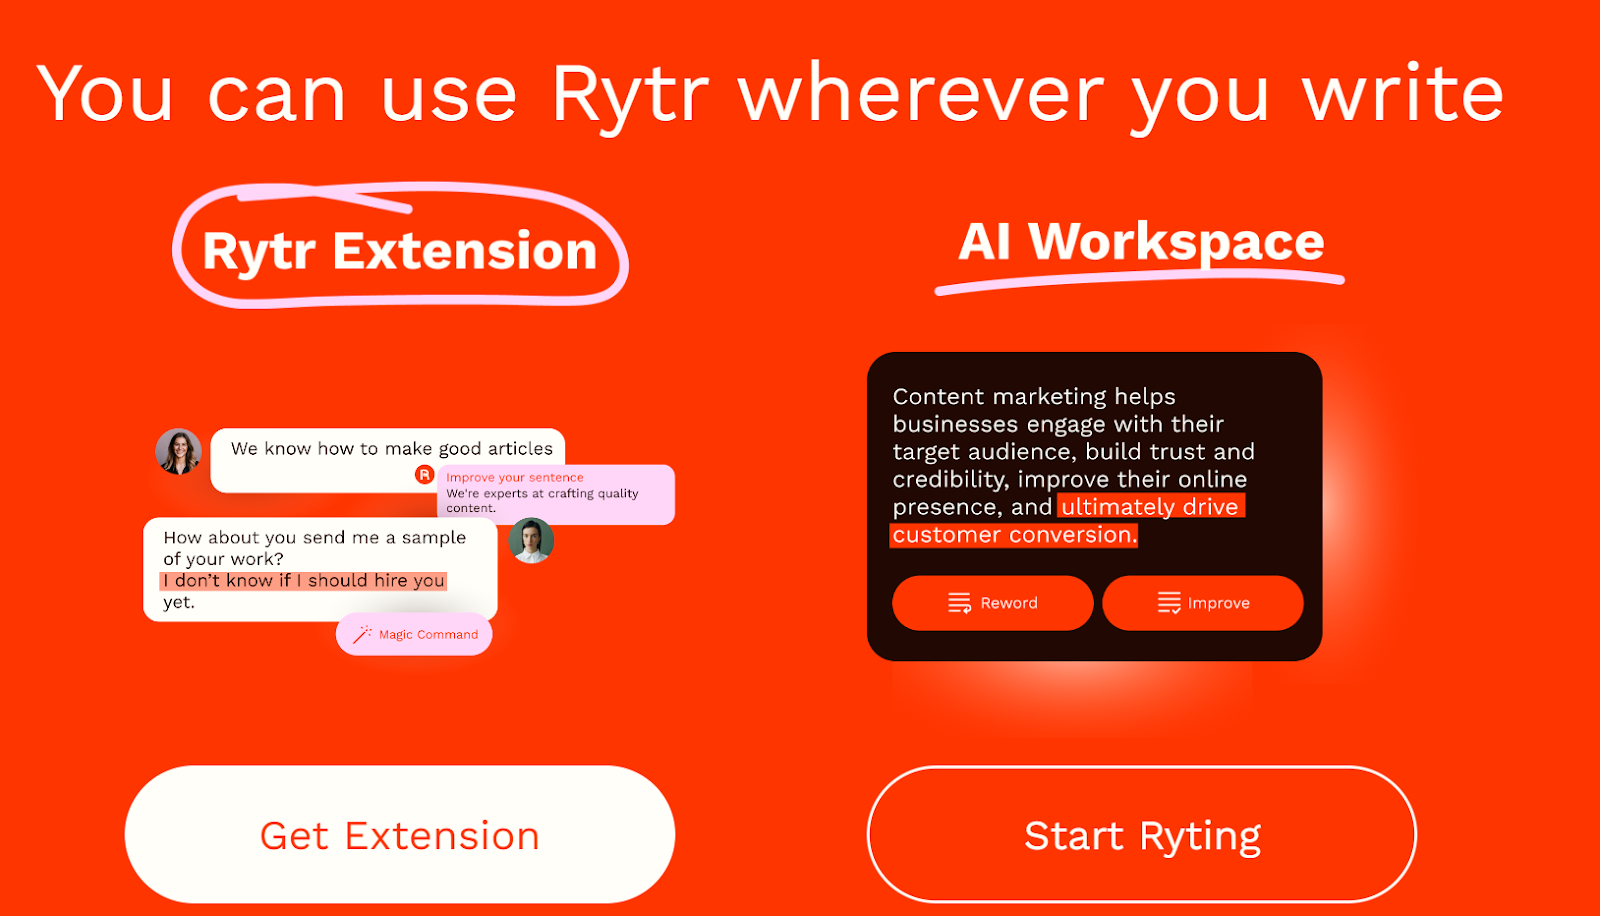 You can use Rytr wherever you write
Rytr Extension
We know how to make good articles
R
Improve your sentence
We're experts at crafting quality
content.
How about you send me a sample
of your work?
I don't know if I should hire you
yet.
Magic Command
Get Extension
AI Workspace
Content marketing helps
businesses engage with their
target audience, build trust and
credibility, improve their online
presence, and ultimately drive
customer conversion.
Reword
Improve
Start Ryting